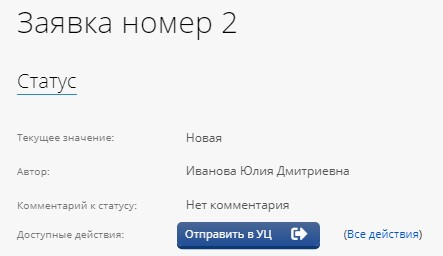 Заявка номер 2
Статус
Текущее значение: Новая
Автор: Иванова Юлия Дмитриевна
Комментарий к статусу: Нет комментария
Доступные действия: Отправить в УЦ (Все действия)